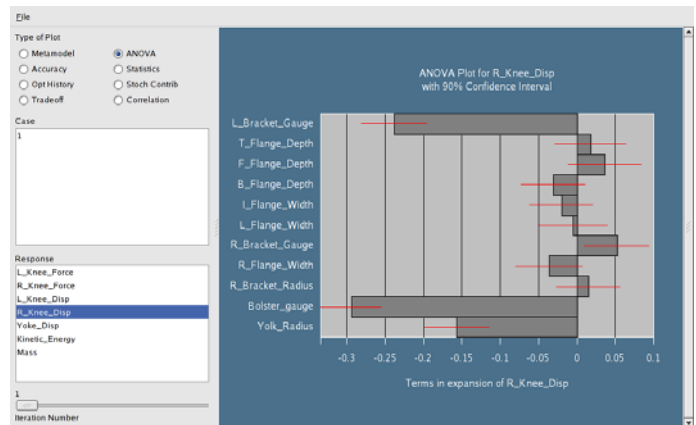 File
Type of Plot
Metamodel
ANOVA
Accuracy
Statistics
Opt History
Stoch Contrib
Tradeoff
Correlation
Case
1
Response
L_Knee_Force
R_Knee_Force
L_Knee_Disp
R_Knee_Disp
Yoke_Disp
Kinetic_Energy
Mass
1
Iteration Number
ANOVA Plot for R_Knee_Disp
with 90% Confidence Interval
L_Bracket_Gauge
T_Flange_Depth
F_Flange_Depth
B_Flange_Depth
I_Flange_Width
L_Flange_Width
R_Bracket_Gauge
R_Flange_Width
R_Bracket_Radius
Bolster_gauge
Yolk_Radius
-0.3 -0.25 -0.2 -0.15 -0.1 -0.05 0 0.05 0.1
Terms in expansion of R_Knee_Disp